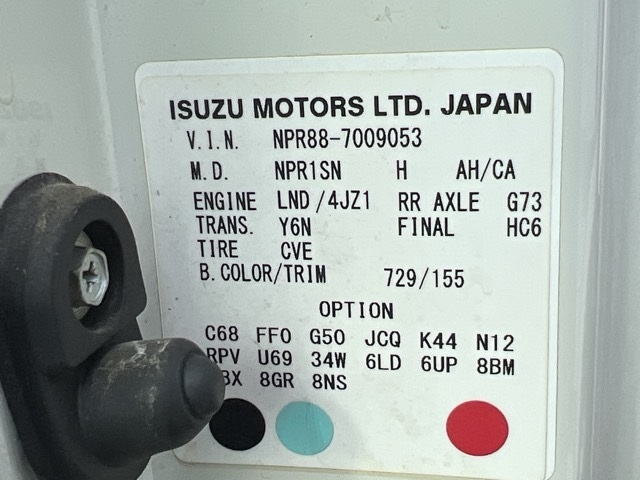 ISUZU MOTORS LTD. JAPAN
V.I.N. NPR88-7009053
M.D. NPR1SN H AH/CA
ENGINE LND/4JZ1 RR AXLE G73
TRANS. Y6N FINAL HC6
TIRE CVE
B.COLOR/TRIM 729/155
OPTION
C68 FF0 G50 JCQ K44 N12
RPV U69 34W 6LD 6UP 8BM
8GR 8NS